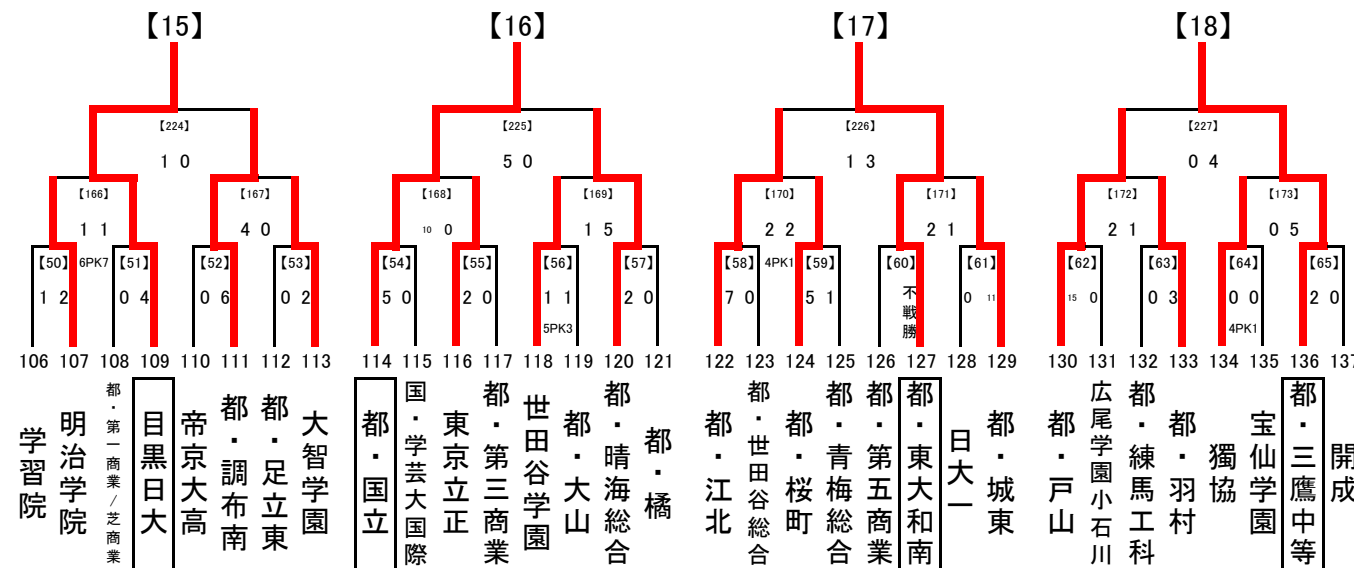 【15】 【16】 【17】 【18】
【224】 【225】 【226】 【227】
1 0 5 0 1 3 0 4
【166】 【167】 【168】 【169】 【170】 【171】 【172】 【173】
1 1 4 0 10 0 1 5 2 2 2 1 2 1 0 5
【50】 6PK7 【51】 【52】 【53】 【54】 【55】 【56】 【57】 【58】 4PK1 【59】 【60】 【61】 【62】 【63】 【64】 【65】
1 2 0 4 0 6 0 2 5 0 2 0 1 1 2 0 7 0 5 1 不戦勝 0 11 15 0 0 3 0 0 2 0
5PK3 4PK1
106 107 108 109 110 111 112 113 114 115 116 117 118 119 120 121 122 123 124 125 126 127 128 129 130 131 132 133 134 135 136 137
学習院
明治学院
都・第一商業/芝商業
目黒日大
帝京大高
都・調布南
都・足立東
大智学園
都・国立
国・学芸大国際
東京立正
都・第三商業
世田谷学園
都・大山
都・晴海総合
都・橘
都・江北
都・世田谷総合
都・桜町
都・青梅総合
都・第五商業
都・東大和南
日大一
都・城東
都・戸山
広尾学園小石川
都・練馬工科
都・羽村
獨協
宝仙学園
都・三鷹中等
開成